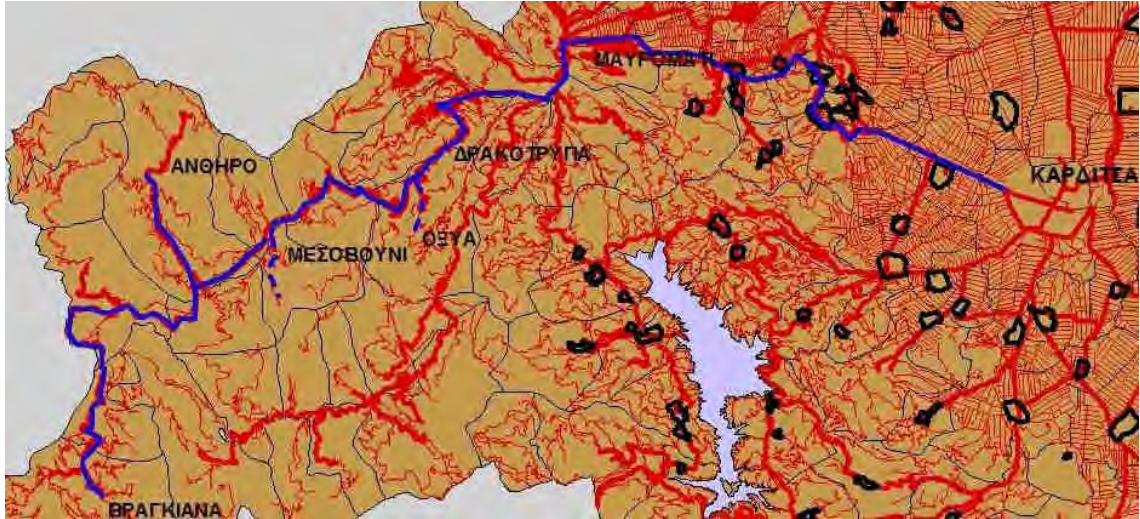 ΜΑΥΡΟΜΑΤΙ
ΔΡΑΚΟΤΡΥΠΑ
ΑΝΘΗΡΟ
ΚΑΡΔΙΤΣΑ
ΟΞΥΑ
ΜΕΣΟΒΟΥΝΙ
ΒΡΑΓΚΙΑΝΑ